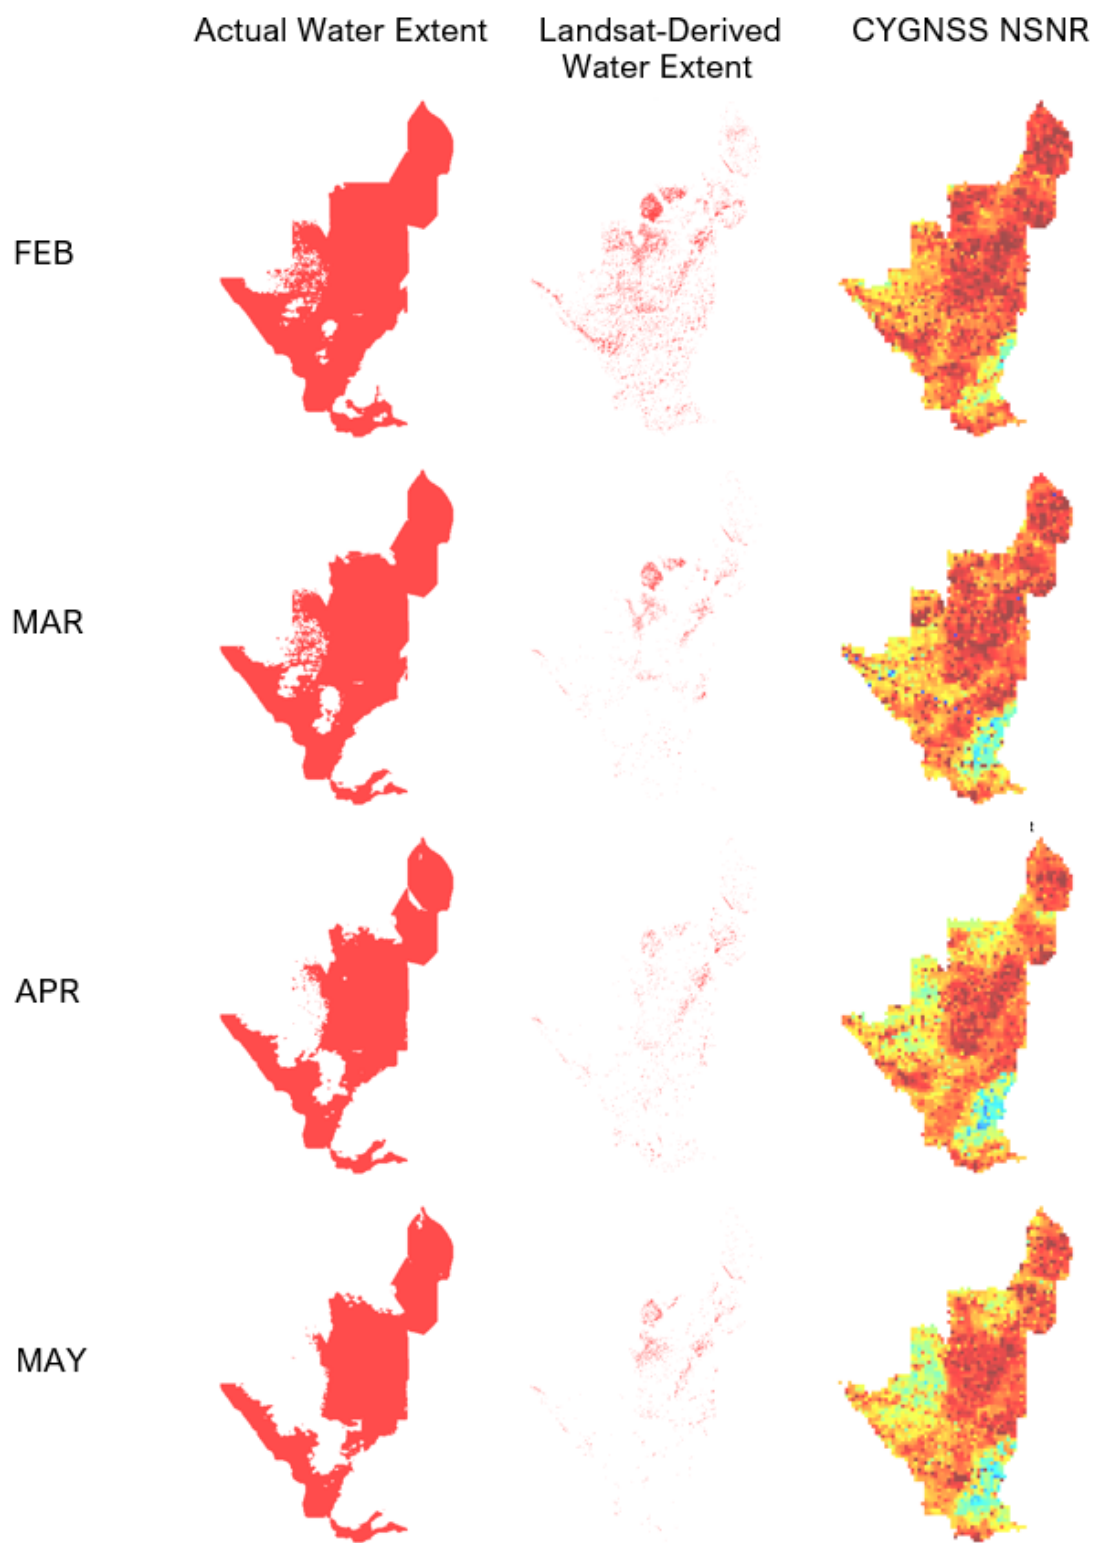 Actual Water Extent
Landsat-Derived
Water Extent
CYGNSS NSNR
FEB
MAR
APR
MAY